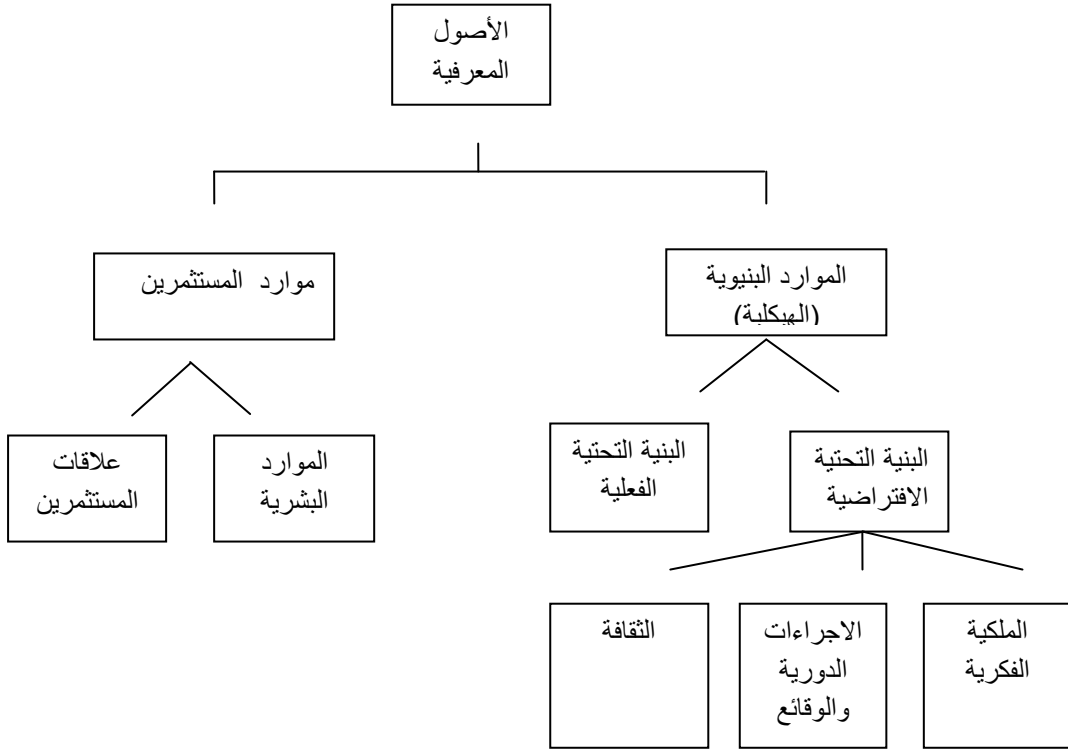 الأصول
المعرفية
الموارد البنيوية
(الهيكلية)
موارد المستثمرين
البنية التحتية
الافتراضية
البنية التحتية
الفعلية
الموارد
البشرية
علاقات
المستثمرين
الملكية
الفكرية
الاجراءات
الدورية
والوقائع
الثقافة